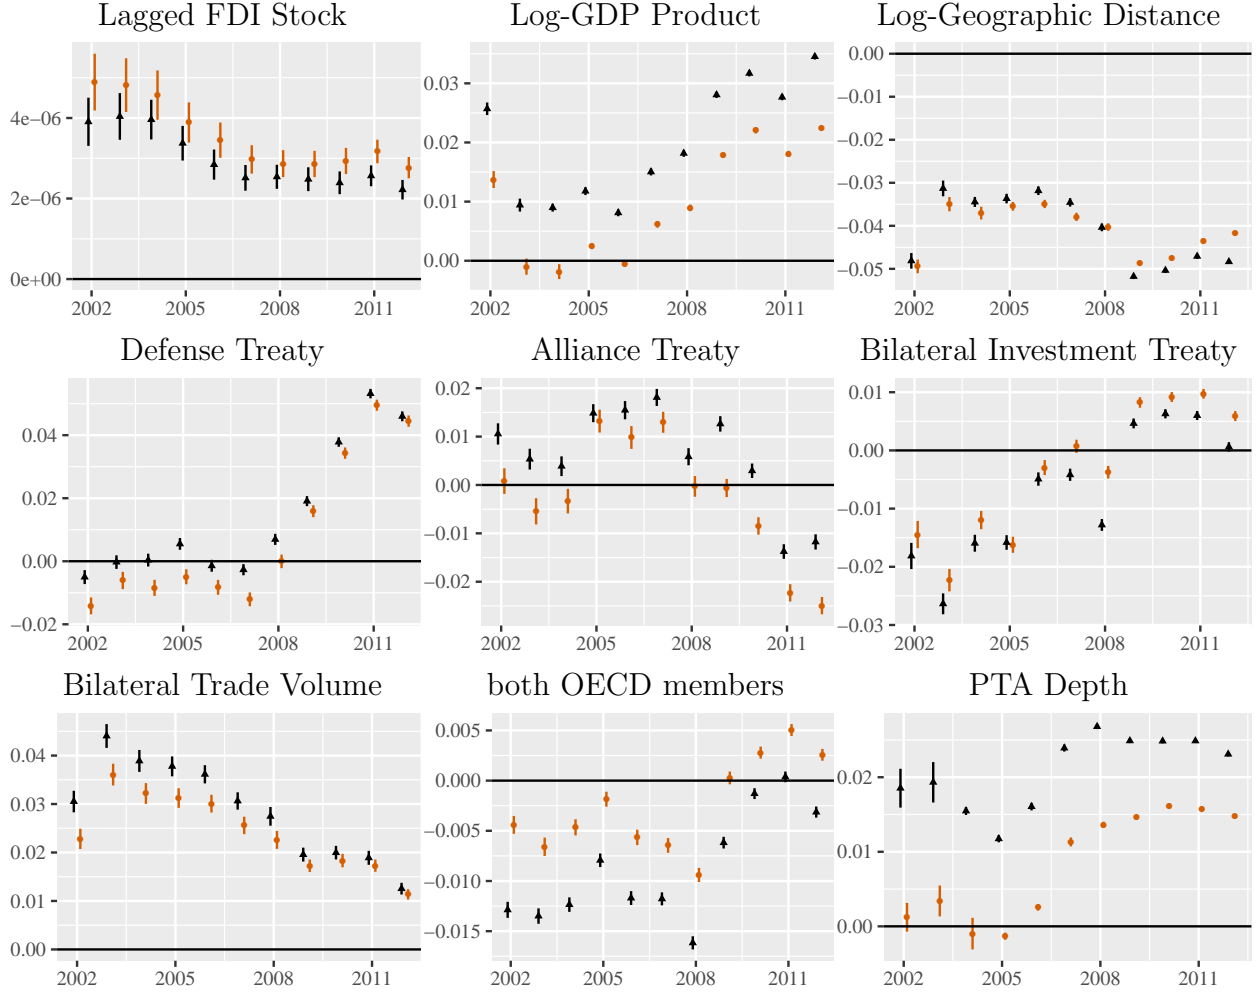 Lagged FDI Stock
4e−06
2e−06
0e+00
2002 2005 2008 2011
Log-GDP Product
0.03
0.02
0.01
0.00
2002 2005 2008 2011
Log-Geographic Distance
0.00
−0.01
−0.02
−0.03
−0.04
−0.05
2002 2005 2008 2011
Defense Treaty
0.04
0.02
0.00
−0.02
2002 2005 2008 2011
Alliance Treaty
0.02
0.01
0.00
−0.01
−0.02
2002 2005 2008 2011
Bilateral Investment Treaty
0.01
0.00
−0.01
−0.02
−0.03
2002 2005 2008 2011
Bilateral Trade Volume
0.04
0.03
0.02
0.01
0.00
2002 2005 2008 2011
both OECD members
0.005
0.000
−0.005
−0.010
−0.015
2002 2005 2008 2011
PTA Depth
0.02
0.01
0.00
2002 2005 2008 2011